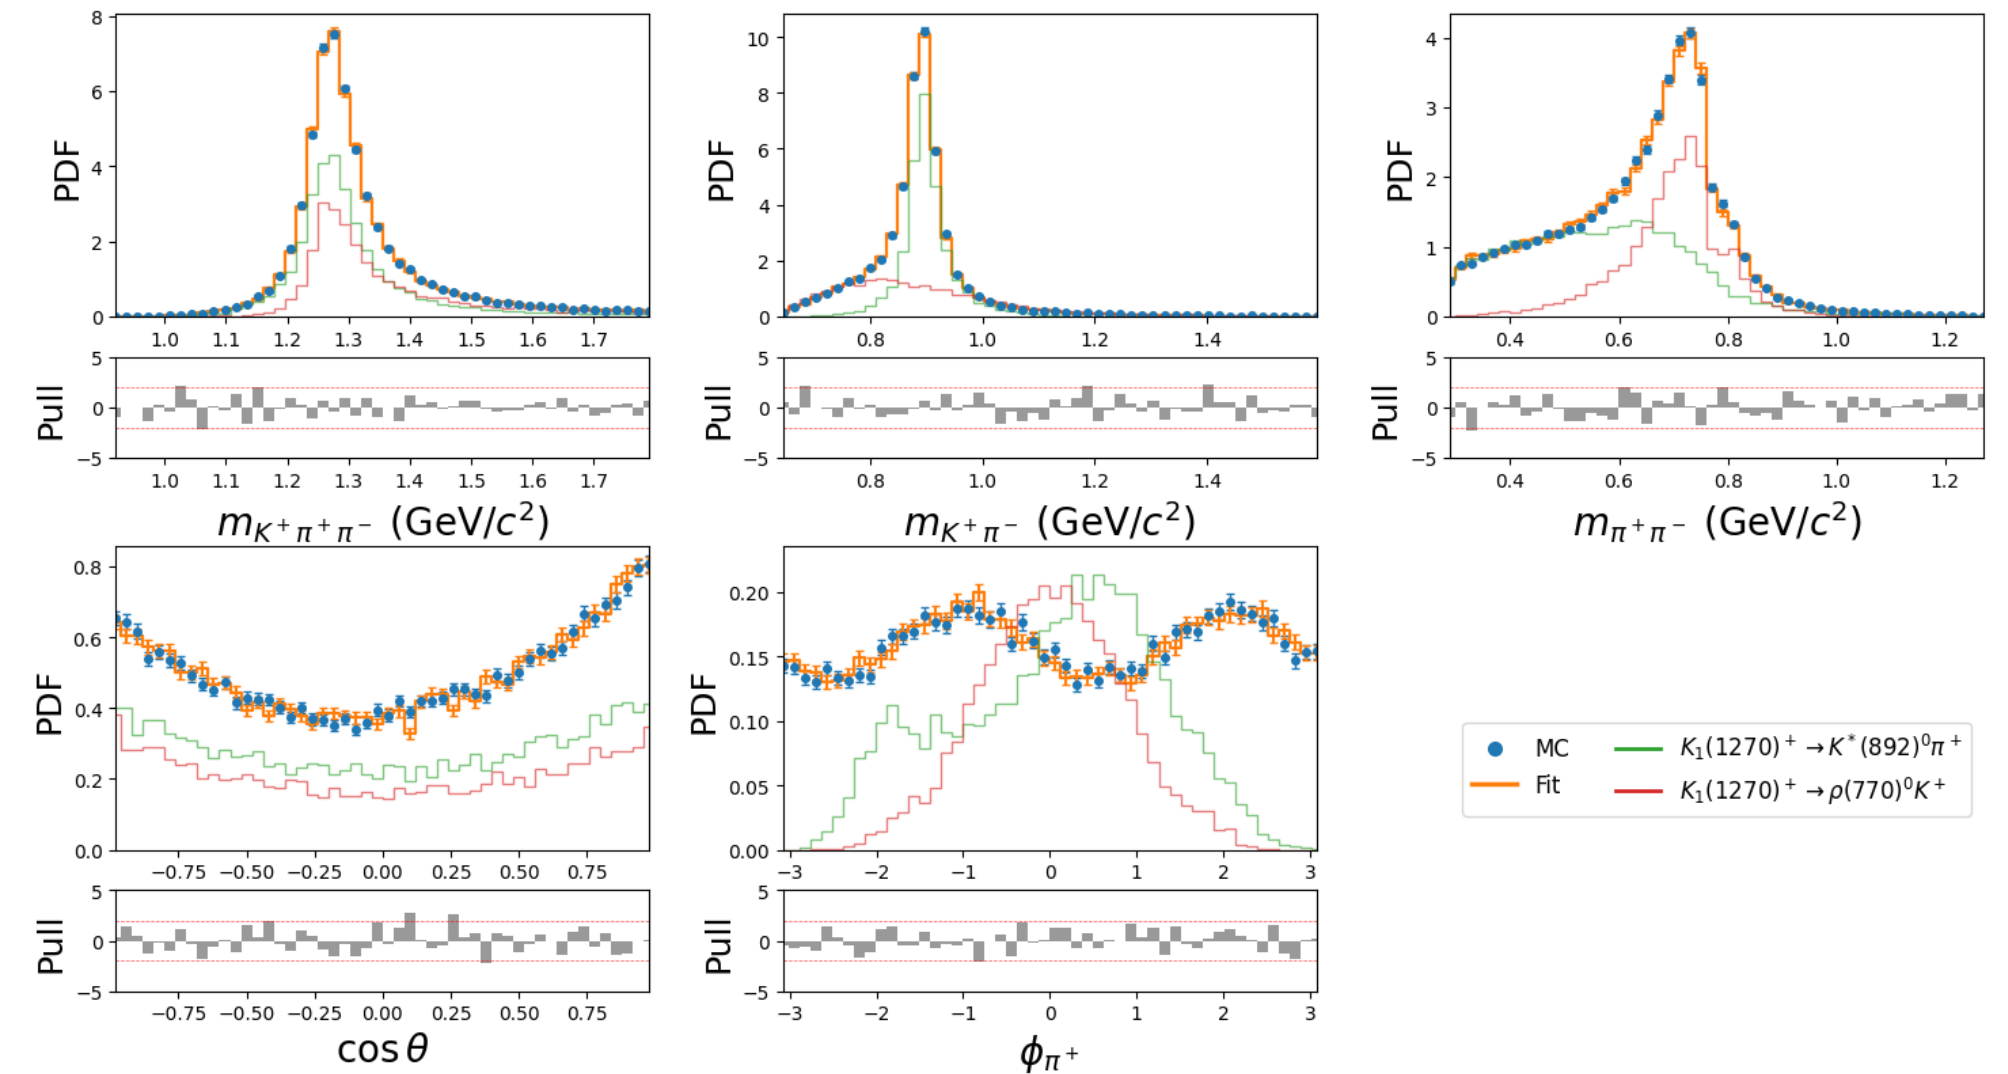 PDF
8
6
4
2
0
1.0 1.1 1.2 1.3 1.4 1.5 1.6 1.7
Pull
5
0
−5
1.0 1.1 1.2 1.3 1.4 1.5 1.6 1.7
m_{K^+π^+π^-} (GeV/c^2)
PDF
10
8
6
4
2
0
0.8 1.0 1.2 1.4
Pull
5
0
−5
0.8 1.0 1.2 1.4
m_{K^+π^-} (GeV/c^2)
PDF
4
3
2
1
0
0.4 0.6 0.8 1.0 1.2
Pull
5
0
−5
0.4 0.6 0.8 1.0 1.2
m_{π^+π^-} (GeV/c^2)
PDF
0.8
0.6
0.4
0.2
0.0
−0.75 −0.50 −0.25 0.00 0.25 0.50 0.75
Pull
5
0
−5
−0.75 −0.50 −0.25 0.00 0.25 0.50 0.75
cos θ
PDF
0.20
0.15
0.10
0.05
0.00
−3 −2 −1 0 1 2 3
Pull
5
0
−5
−3 −2 −1 0 1 2 3
ϕ_{π^+}
MC
Fit
K_1(1270)^+ → K^*(892)^0π^+
K_1(1270)^+ → ρ(770)^0K^+